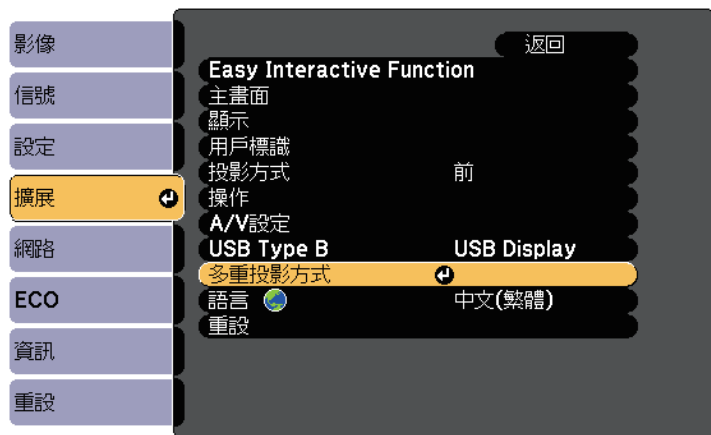 影像
信號
設定
擴展
網路
ECO
資訊
重設
返回
Easy Interactive Function
主畫面
顯示
用戶標識
投影方式 前
操作
A/V設定
USB Type B USB Display
多重投影方式
語言 中文(繁體)
重設